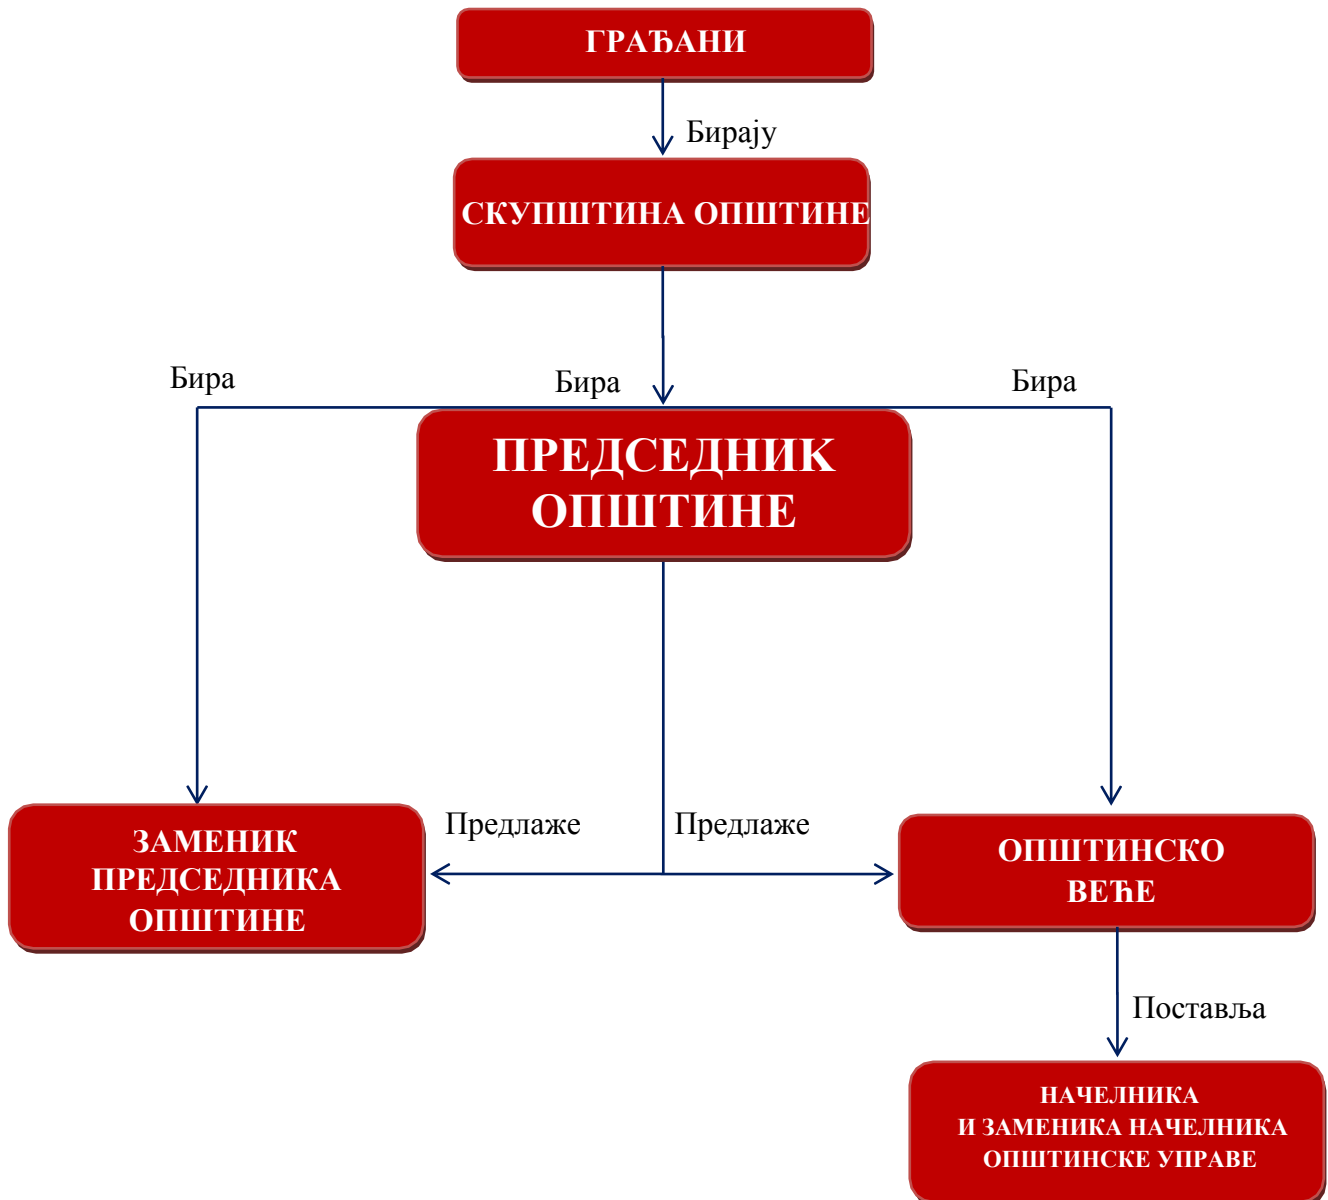 ГРАЂАНИ
Бирају
СКУПШТИНА ОПШТИНЕ
Бира
Бира
Бира
ПРЕДСЕДНИК
ОПШТИНЕ
Предлаже
Предлаже
ЗАМЕНИК
ПРЕДСЕДНИКА
ОПШТИНЕ
ОПШТИНСКО
ВЕЋЕ
Поставља
НАЧЕЛНИКА
И ЗАМЕНИКА НАЧЕЛНИКА
ОПШТИНСКЕ УПРАВЕ